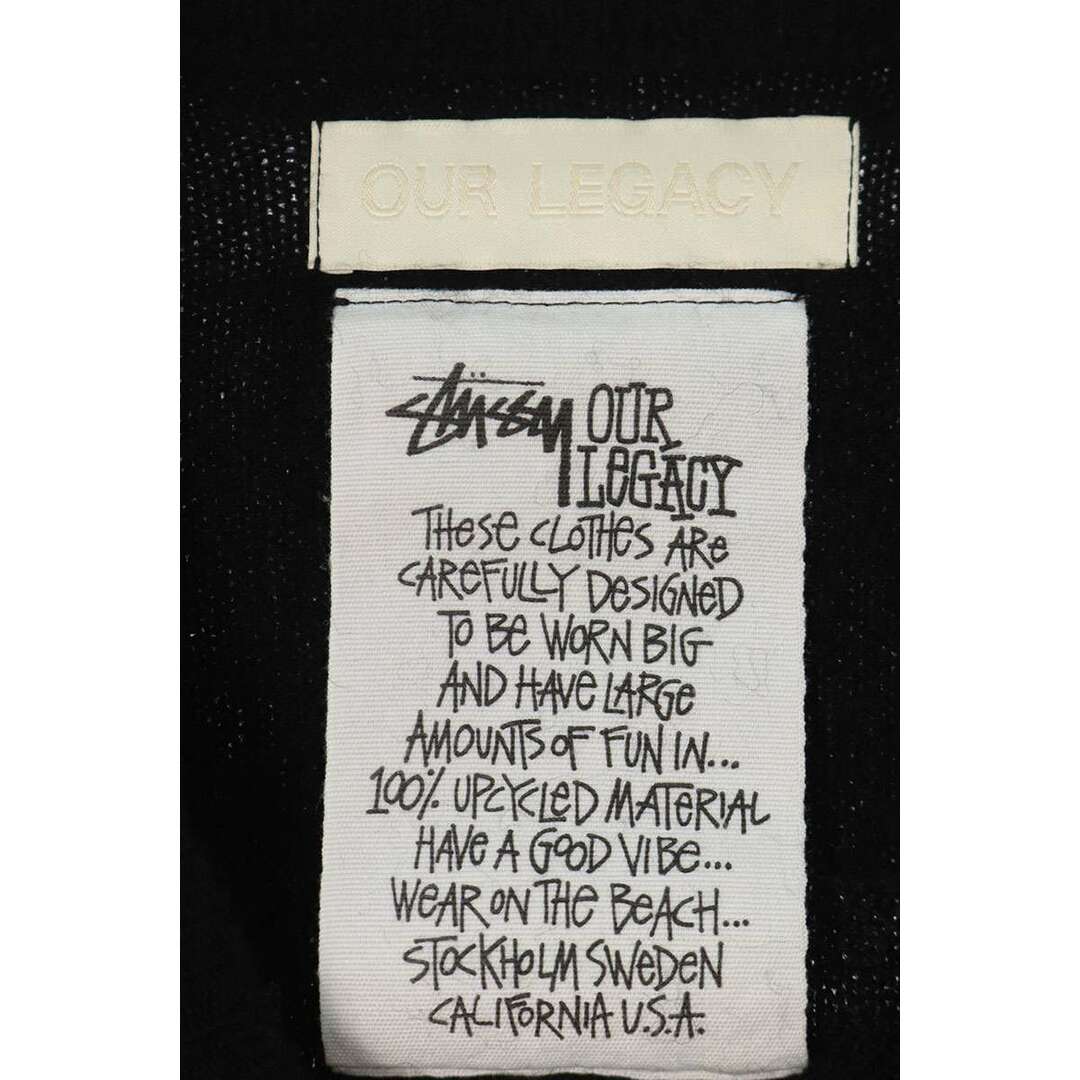 OUR LEGACY
STÜSSY OUR
LEGACY
THESE CLOTHES ARE
CAREFULLY DESIGNED
TO BE WORN BIG
AND HAVE LARGE
AMOUNTS OF FUN IN...
100% UPCYCLED MATERIAL
HAVE A GOOD VIBE...
WEAR ON THE BEACH...
STOCKHOLM SWEDEN
CALIFORNIA U.S.A.